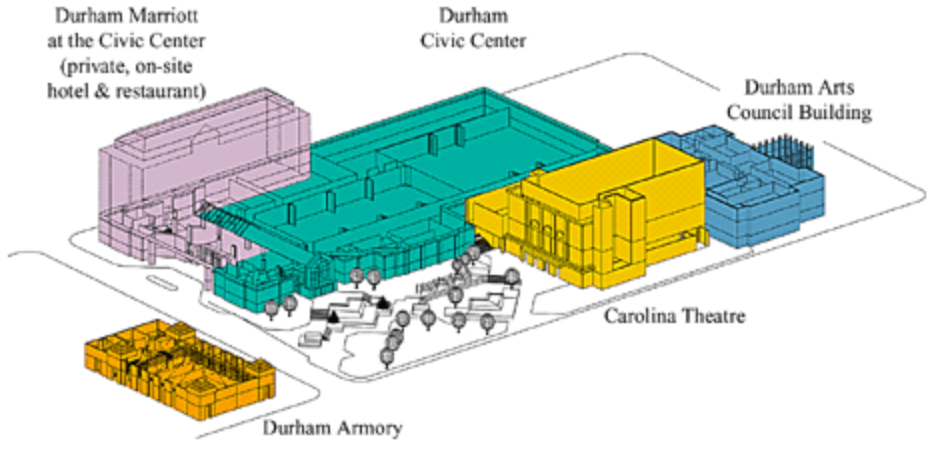 Durham Marriott
at the Civic Center
(private, on-site
hotel & restaurant)
Durham
Civic Center
Durham Arts
Council Building
Carolina Theatre
Durham Armory